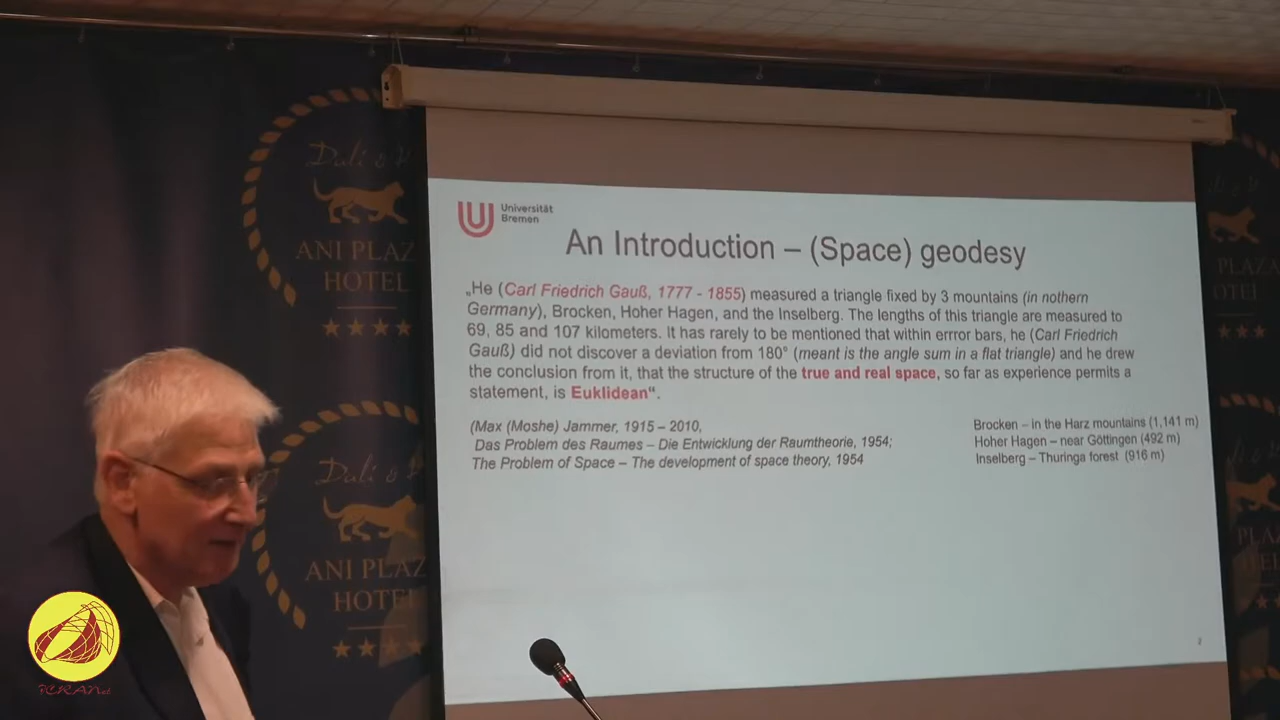 Universität
Bremen
An Introduction – (Space) geodesy
„He (Carl Friedrich Gauß, 1777 - 1855) measured a triangle fixed by 3 mountains (in nothern
Germany), Brocken, Hoher Hagen, and the Inselberg. The lengths of this triangle are measured to
69, 85 and 107 kilometers. It has rarely to be mentioned that within errror bars, he (Carl Friedrich
Gauß) did not discover a deviation from 180° (meant is the angle sum in a flat triangle) and he drew
the conclusion from it, that the structure of the true and real space, so far as experience permits a
statement, is Euklidean“.
(Max (Moshe) Jammer, 1915 – 2010,
Das Problem des Raumes – Die Entwicklung der Raumtheorie, 1954;
The Problem of Space – The development of space theory, 1954
Brocken – in the Harz mountains (1,141 m)
Hoher Hagen – near Göttingen (492 m)
Inselberg – Thuringa forest (916 m)
2
ANI PLAZ
HOTEL
ANI PLAZ
HOTE